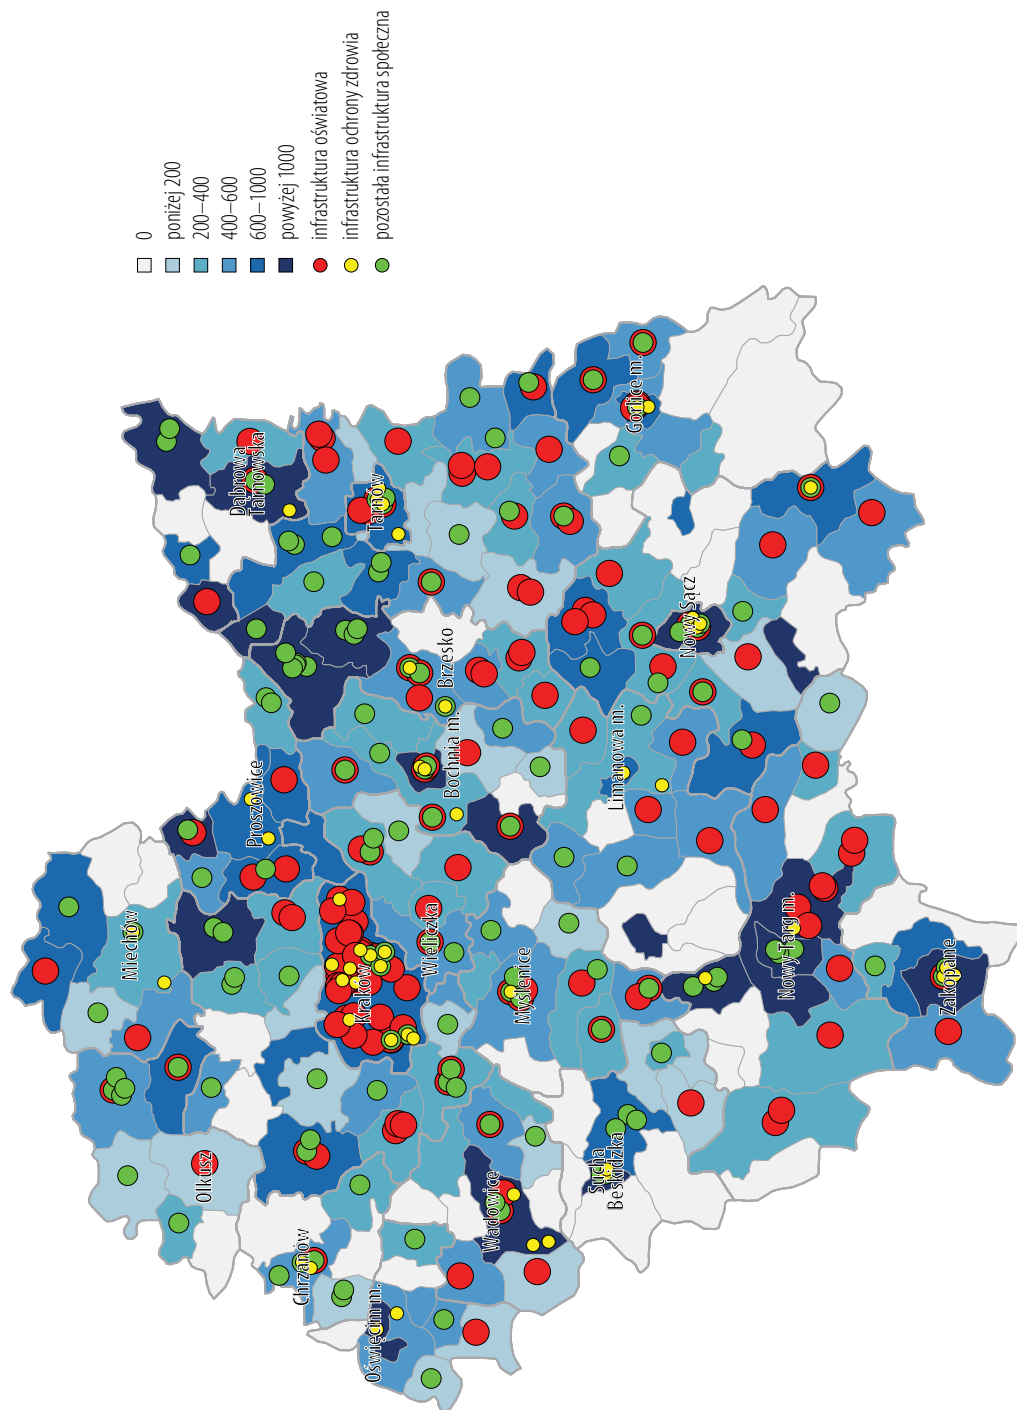 0
poniżej 200
200–400
400–600
600–1000
powyżej 1000
infrastruktura oświatowa
infrastruktura ochrony zdrowia
pozostała infrastruktura społeczna
Miechów
Olkusz
Chrzanów
Oświęcim m.
Wadowice
Sucha
Beskidzka
Kraków
Wieliczka
Myślenice
Proszowice
Bochnia m.
Brzesko
Dąbrowa
Tarnowska
Tarnów
Limanowa m.
Nowy Sącz
Gorlice m.
Nowy Targ m.
Zakopane